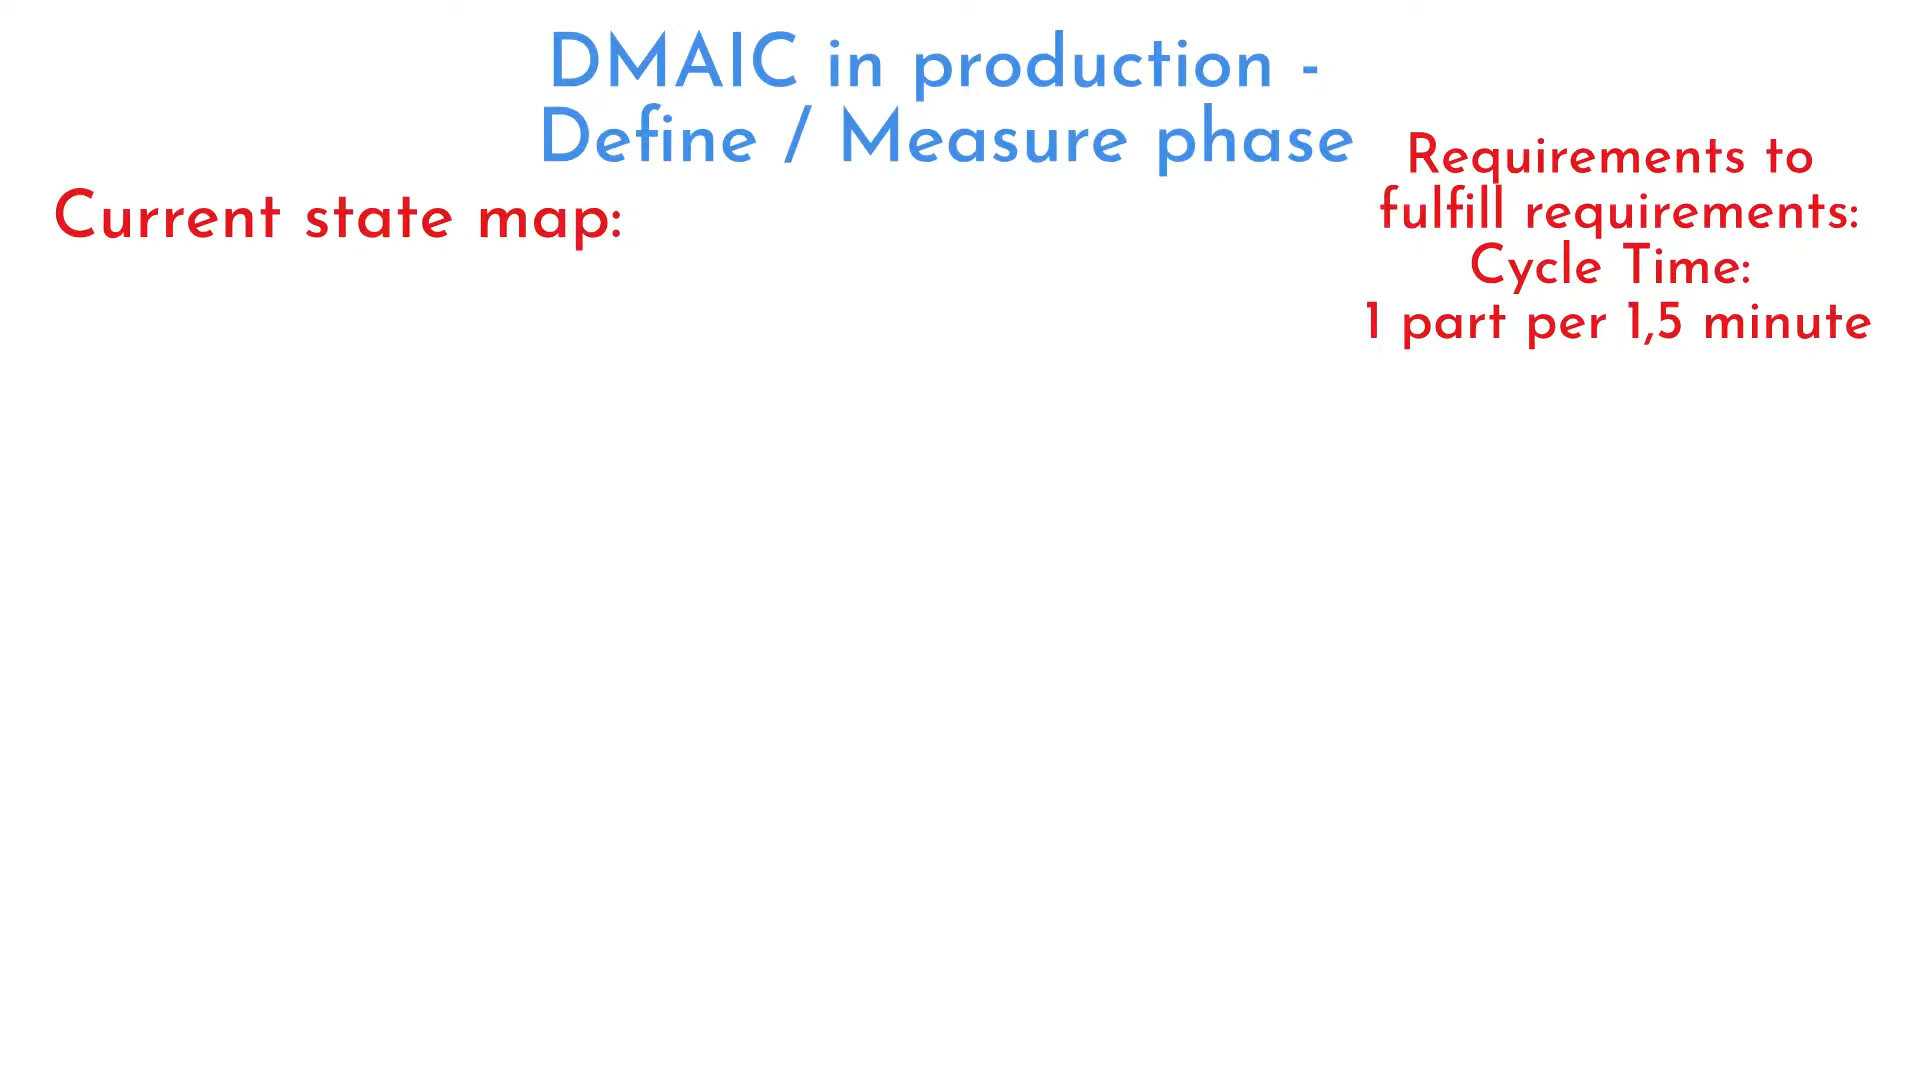 DMAIC in production -
Define / Measure phase
Current state map:
Requirements to
fulfill requirements:
Cycle Time:
1 part per 1,5 minute